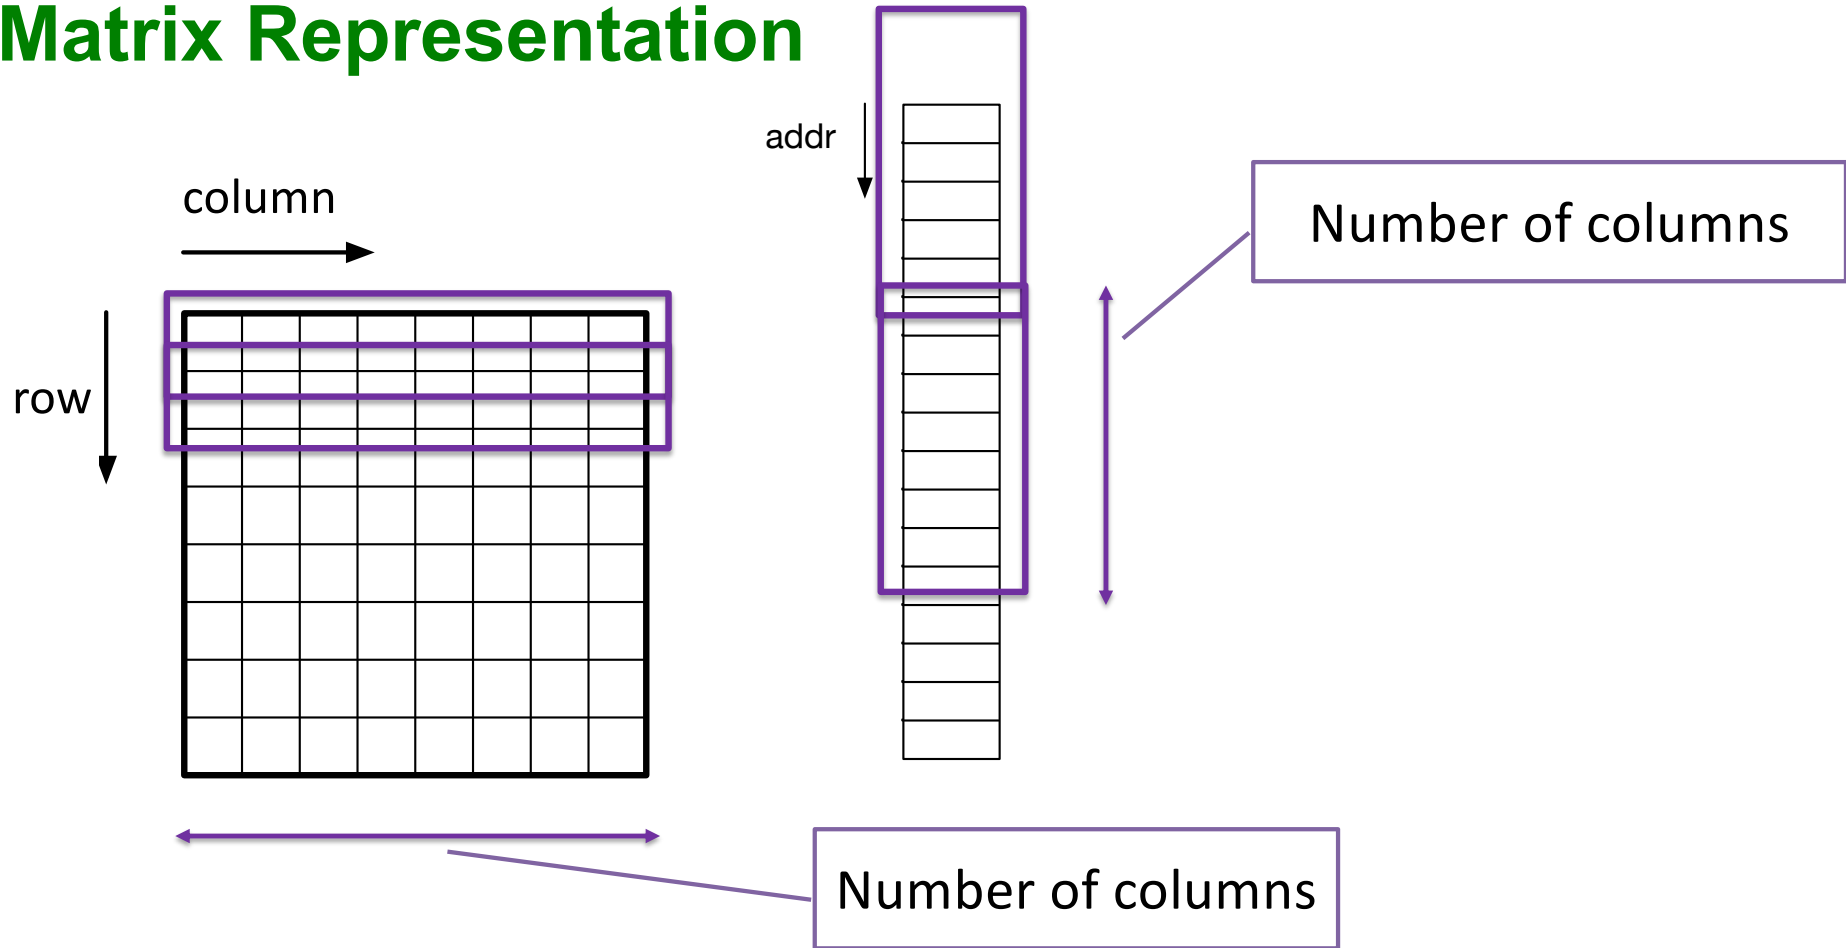 Matrix Representation
addr
column
Number of columns
row
Number of columns